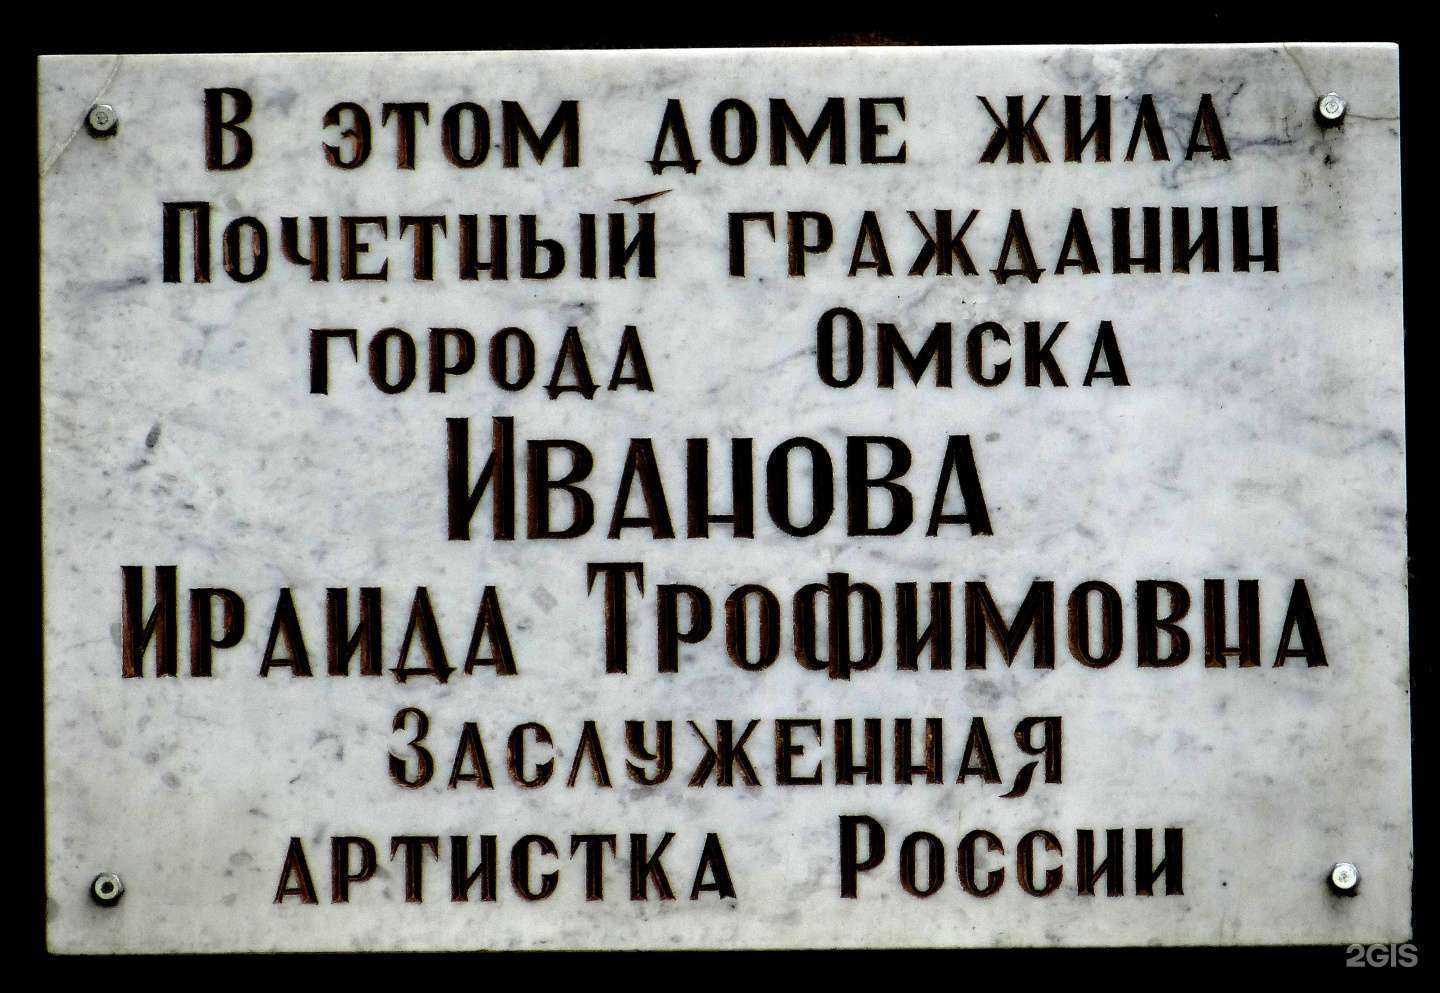 В этом доме жила
Почетный гражданин
города Омска
Иванова
Ираида Трофимовна
Заслуженная
артистка России
2GIS